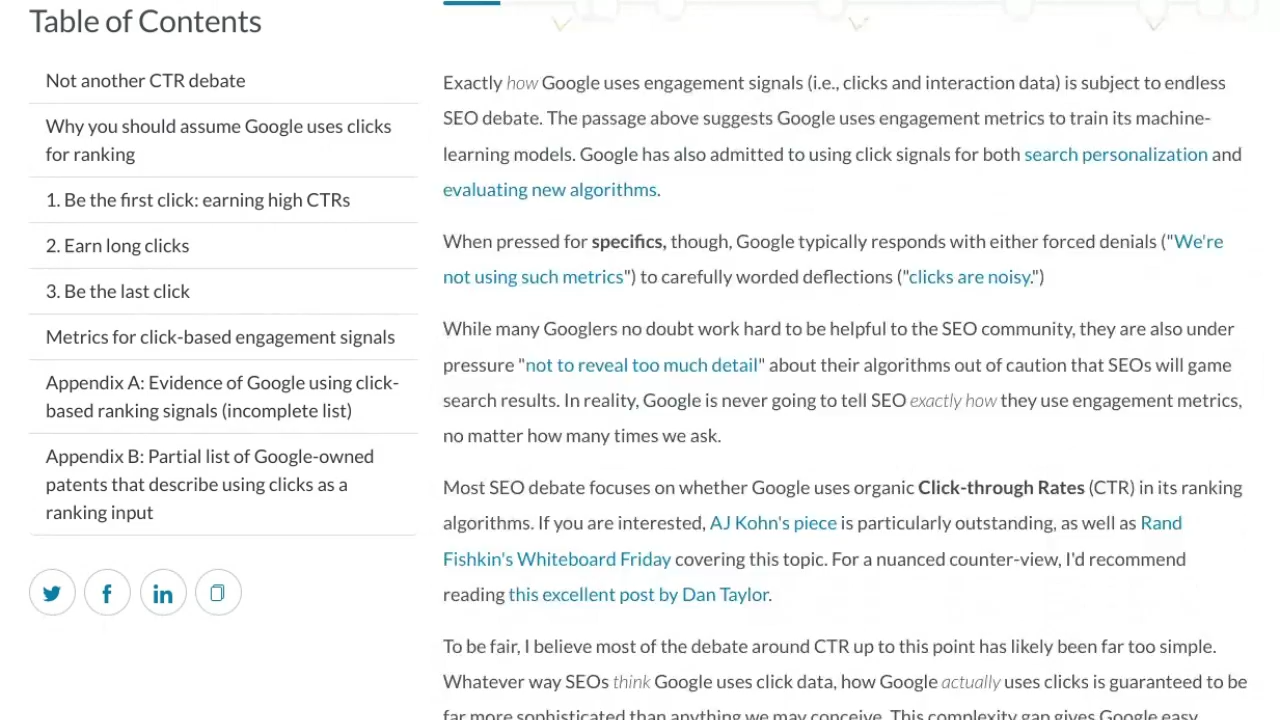 Table of Contents
Not another CTR debate
Why you should assume Google uses clicks
for ranking
1. Be the first click: earning high CTRs
2. Earn long clicks
3. Be the last click
Metrics for click-based engagement signals
Appendix A: Evidence of Google using click-
based ranking signals (incomplete list)
Appendix B: Partial list of Google-owned
patents that describe using clicks as a
ranking input
Exactly how Google uses engagement signals (i.e., clicks and interaction data) is subject to endless
SEO debate. The passage above suggests Google uses engagement metrics to train its machine-
learning models. Google has also admitted to using click signals for both search personalization and
evaluating new algorithms.
When pressed for specifics, though, Google typically responds with either forced denials ("We're
not using such metrics") to carefully worded deflections ("clicks are noisy.")
While many Googlers no doubt work hard to be helpful to the SEO community, they are also under
pressure "not to reveal too much detail" about their algorithms out of caution that SEOs will game
search results. In reality, Google is never going to tell SEO exactly how they use engagement metrics,
no matter how many times we ask.
Most SEO debate focuses on whether Google uses organic Click-through Rates (CTR) in its ranking
algorithms. If you are interested, AJ Kohn's piece is particularly outstanding, as well as Rand
Fishkin's Whiteboard Friday covering this topic. For a nuanced counter-view, I'd recommend
reading this excellent post by Dan Taylor.
To be fair, I believe most of the debate around CTR up to this point has likely been far too simple.
Whatever way SEOs think Google uses click data, how Google actually uses clicks is guaranteed to be
far more sophisticated than anything we may conceive. This complexity gap gives Google easy